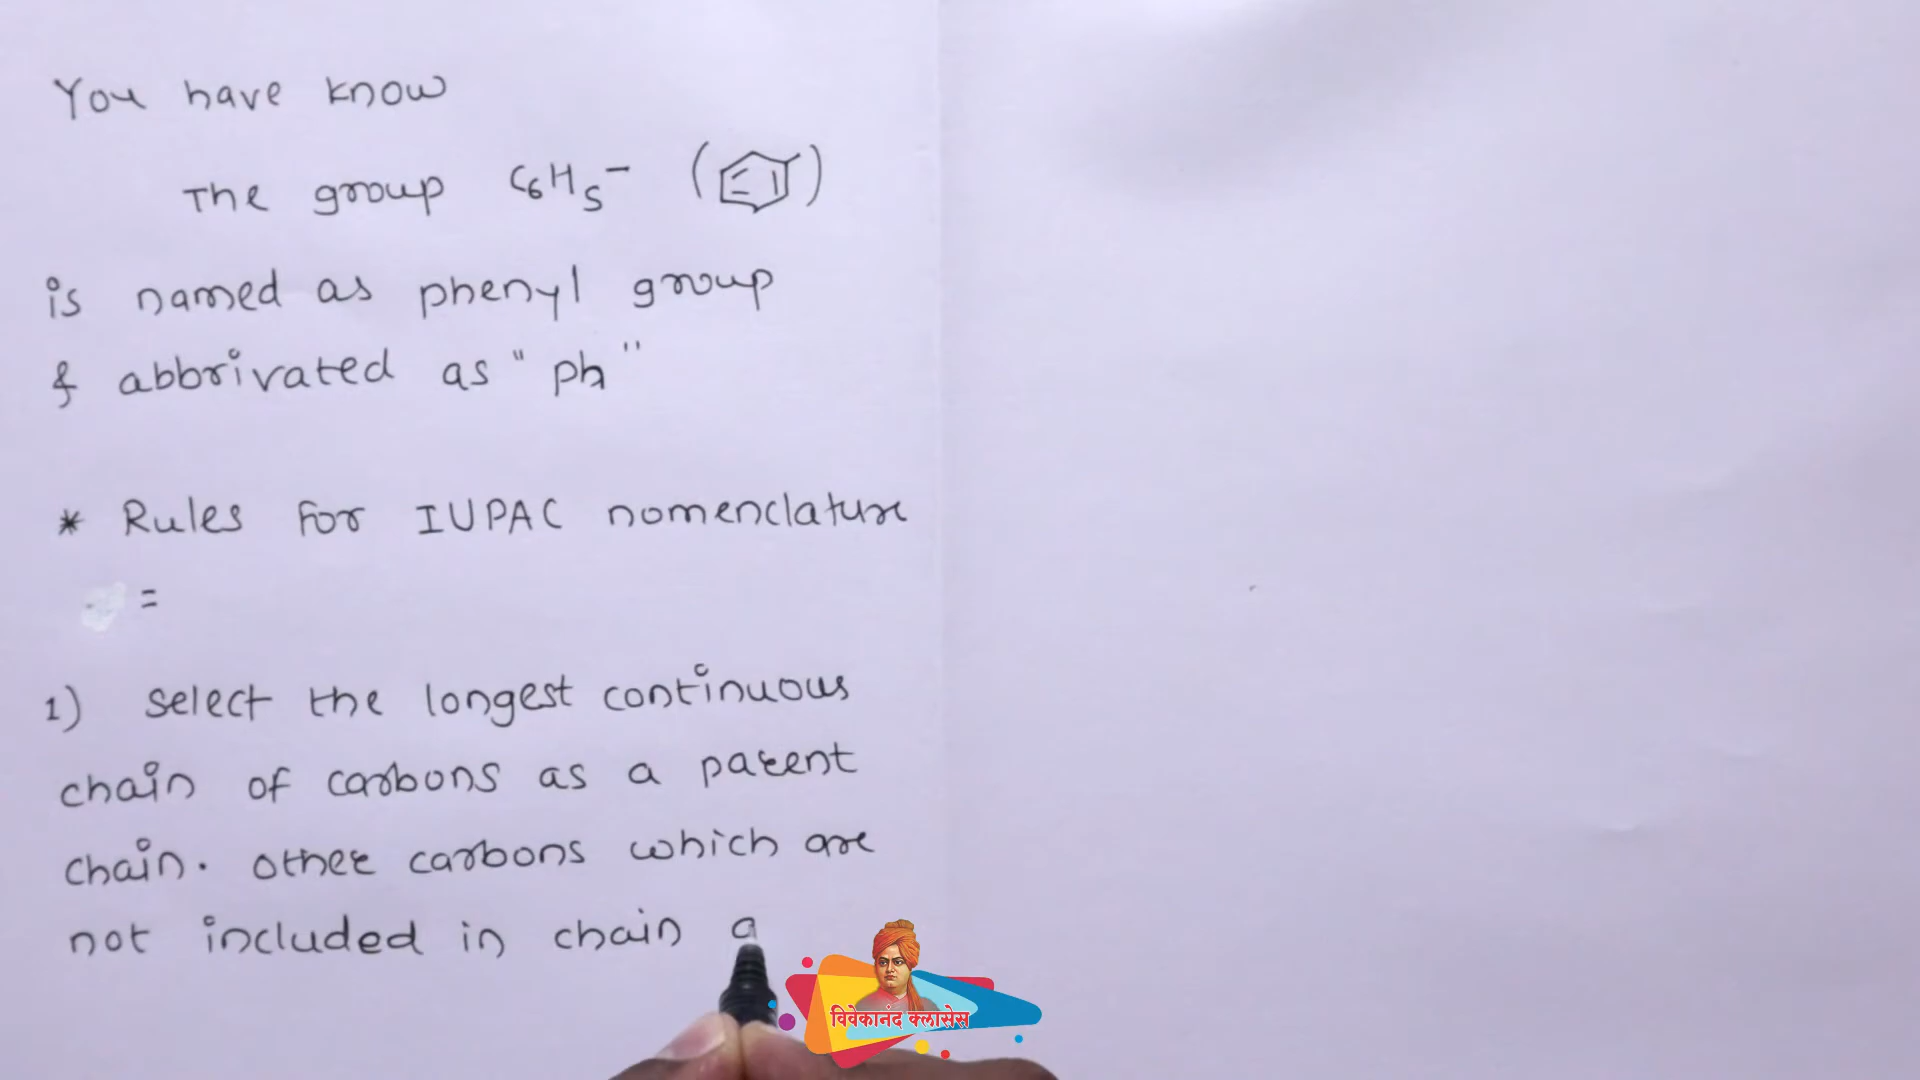 You have know
The group C6H5- ( )
is named as phenyl group
& abbrivated as "ph"
* Rules For IUPAC nomenclature
=
1) select the longest continuous
chain of carbons as a parent
chain. other carbons which are
not included in chain a
विवेकानंद क्लासेस